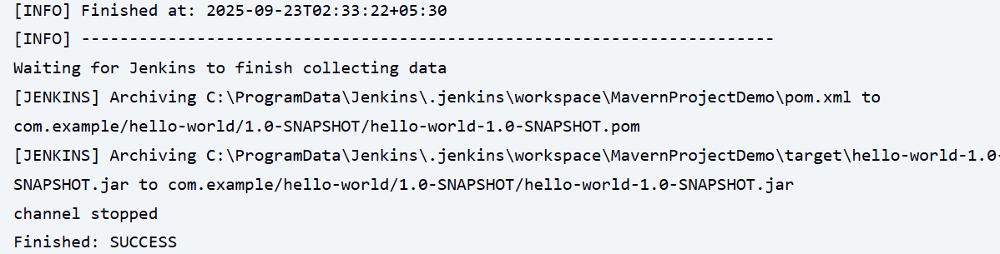 [INFO] Finished at: 2025-09-23T02:33:22+05:30
[INFO] ------------------------------------------------------------------------
Waiting for Jenkins to finish collecting data
[JENKINS] Archiving C:\ProgramData\Jenkins\.jenkins\workspace\MavernProjectDemo\pom.xml to
com.example/hello-world/1.0-SNAPSHOT/hello-world-1.0-SNAPSHOT.pom
[JENKINS] Archiving C:\ProgramData\Jenkins\.jenkins\workspace\MavernProjectDemo\target\hello-world-1.0-
SNAPSHOT.jar to com.example/hello-world/1.0-SNAPSHOT/hello-world-1.0-SNAPSHOT.jar
channel stopped
Finished: SUCCESS